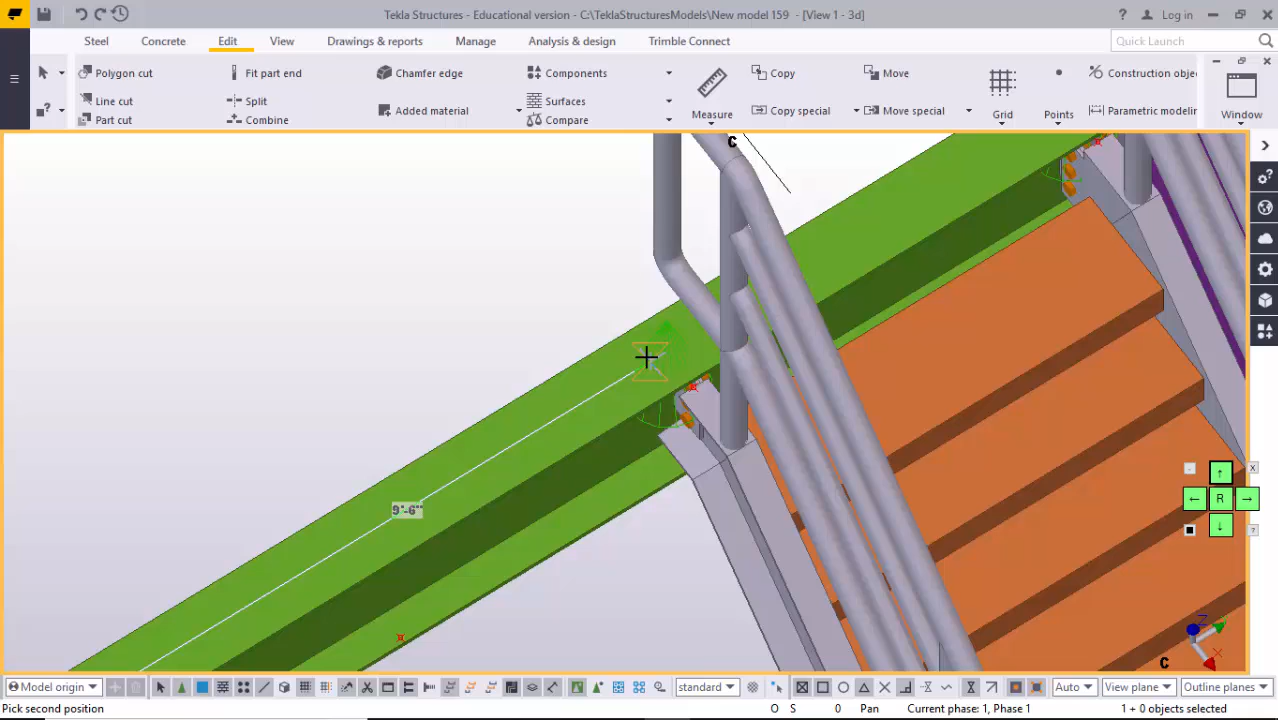 Tekla Structures - Educational version - C:\TeklaStructuresModels\New model 159 - [View 1 - 3d]
? Log in
Steel Concrete Edit View Drawings & reports Manage Analysis & design Trimble Connect Quick Launch
Polygon cut Fit part end Chamfer edge Components Copy Move Construction obje
Line cut Split Added material Surfaces Copy special Move special Parametric modelin
Part cut Combine Compare
Measure Grid Points Window
C
9'-6"
X
R
?
Z
X
C
Model origin standard Auto View plane Outline planes
Pick second position O S 0 Pan Current phase: 1, Phase 1 1 + 0 objects selected